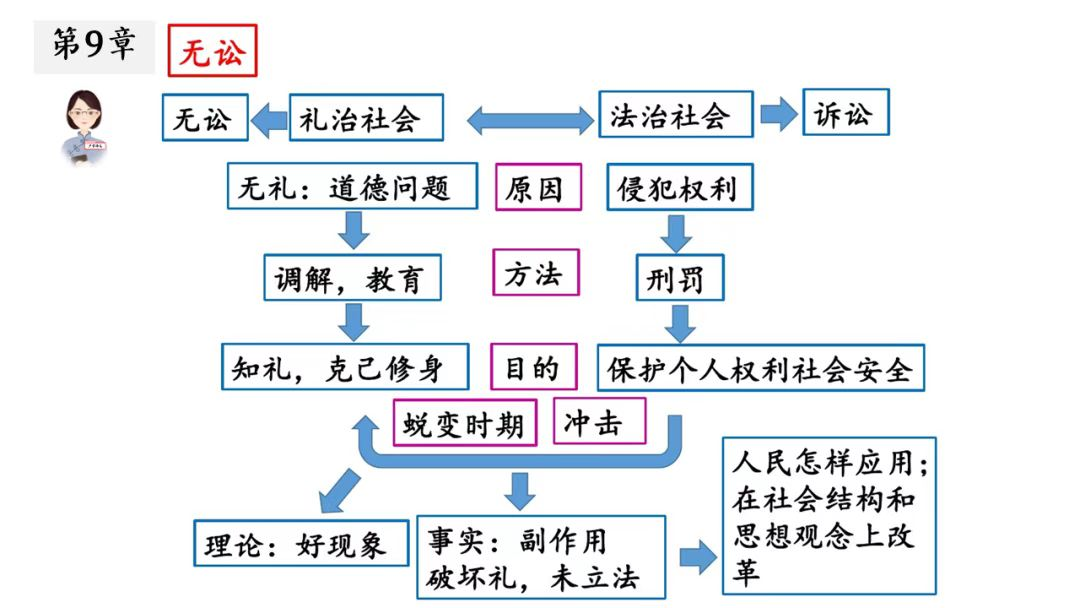 第9章
无讼
无讼
礼治社会
法治社会
诉讼
无礼：道德问题
原因
侵犯权利
调解，教育
方法
刑罚
知礼，克己修身
目的
保护个人权利社会安全
蜕变时期
冲击
理论：好现象
事实：副作用
破坏礼，未立法
人民怎样应用；
在社会结构和
思想观念上改
革